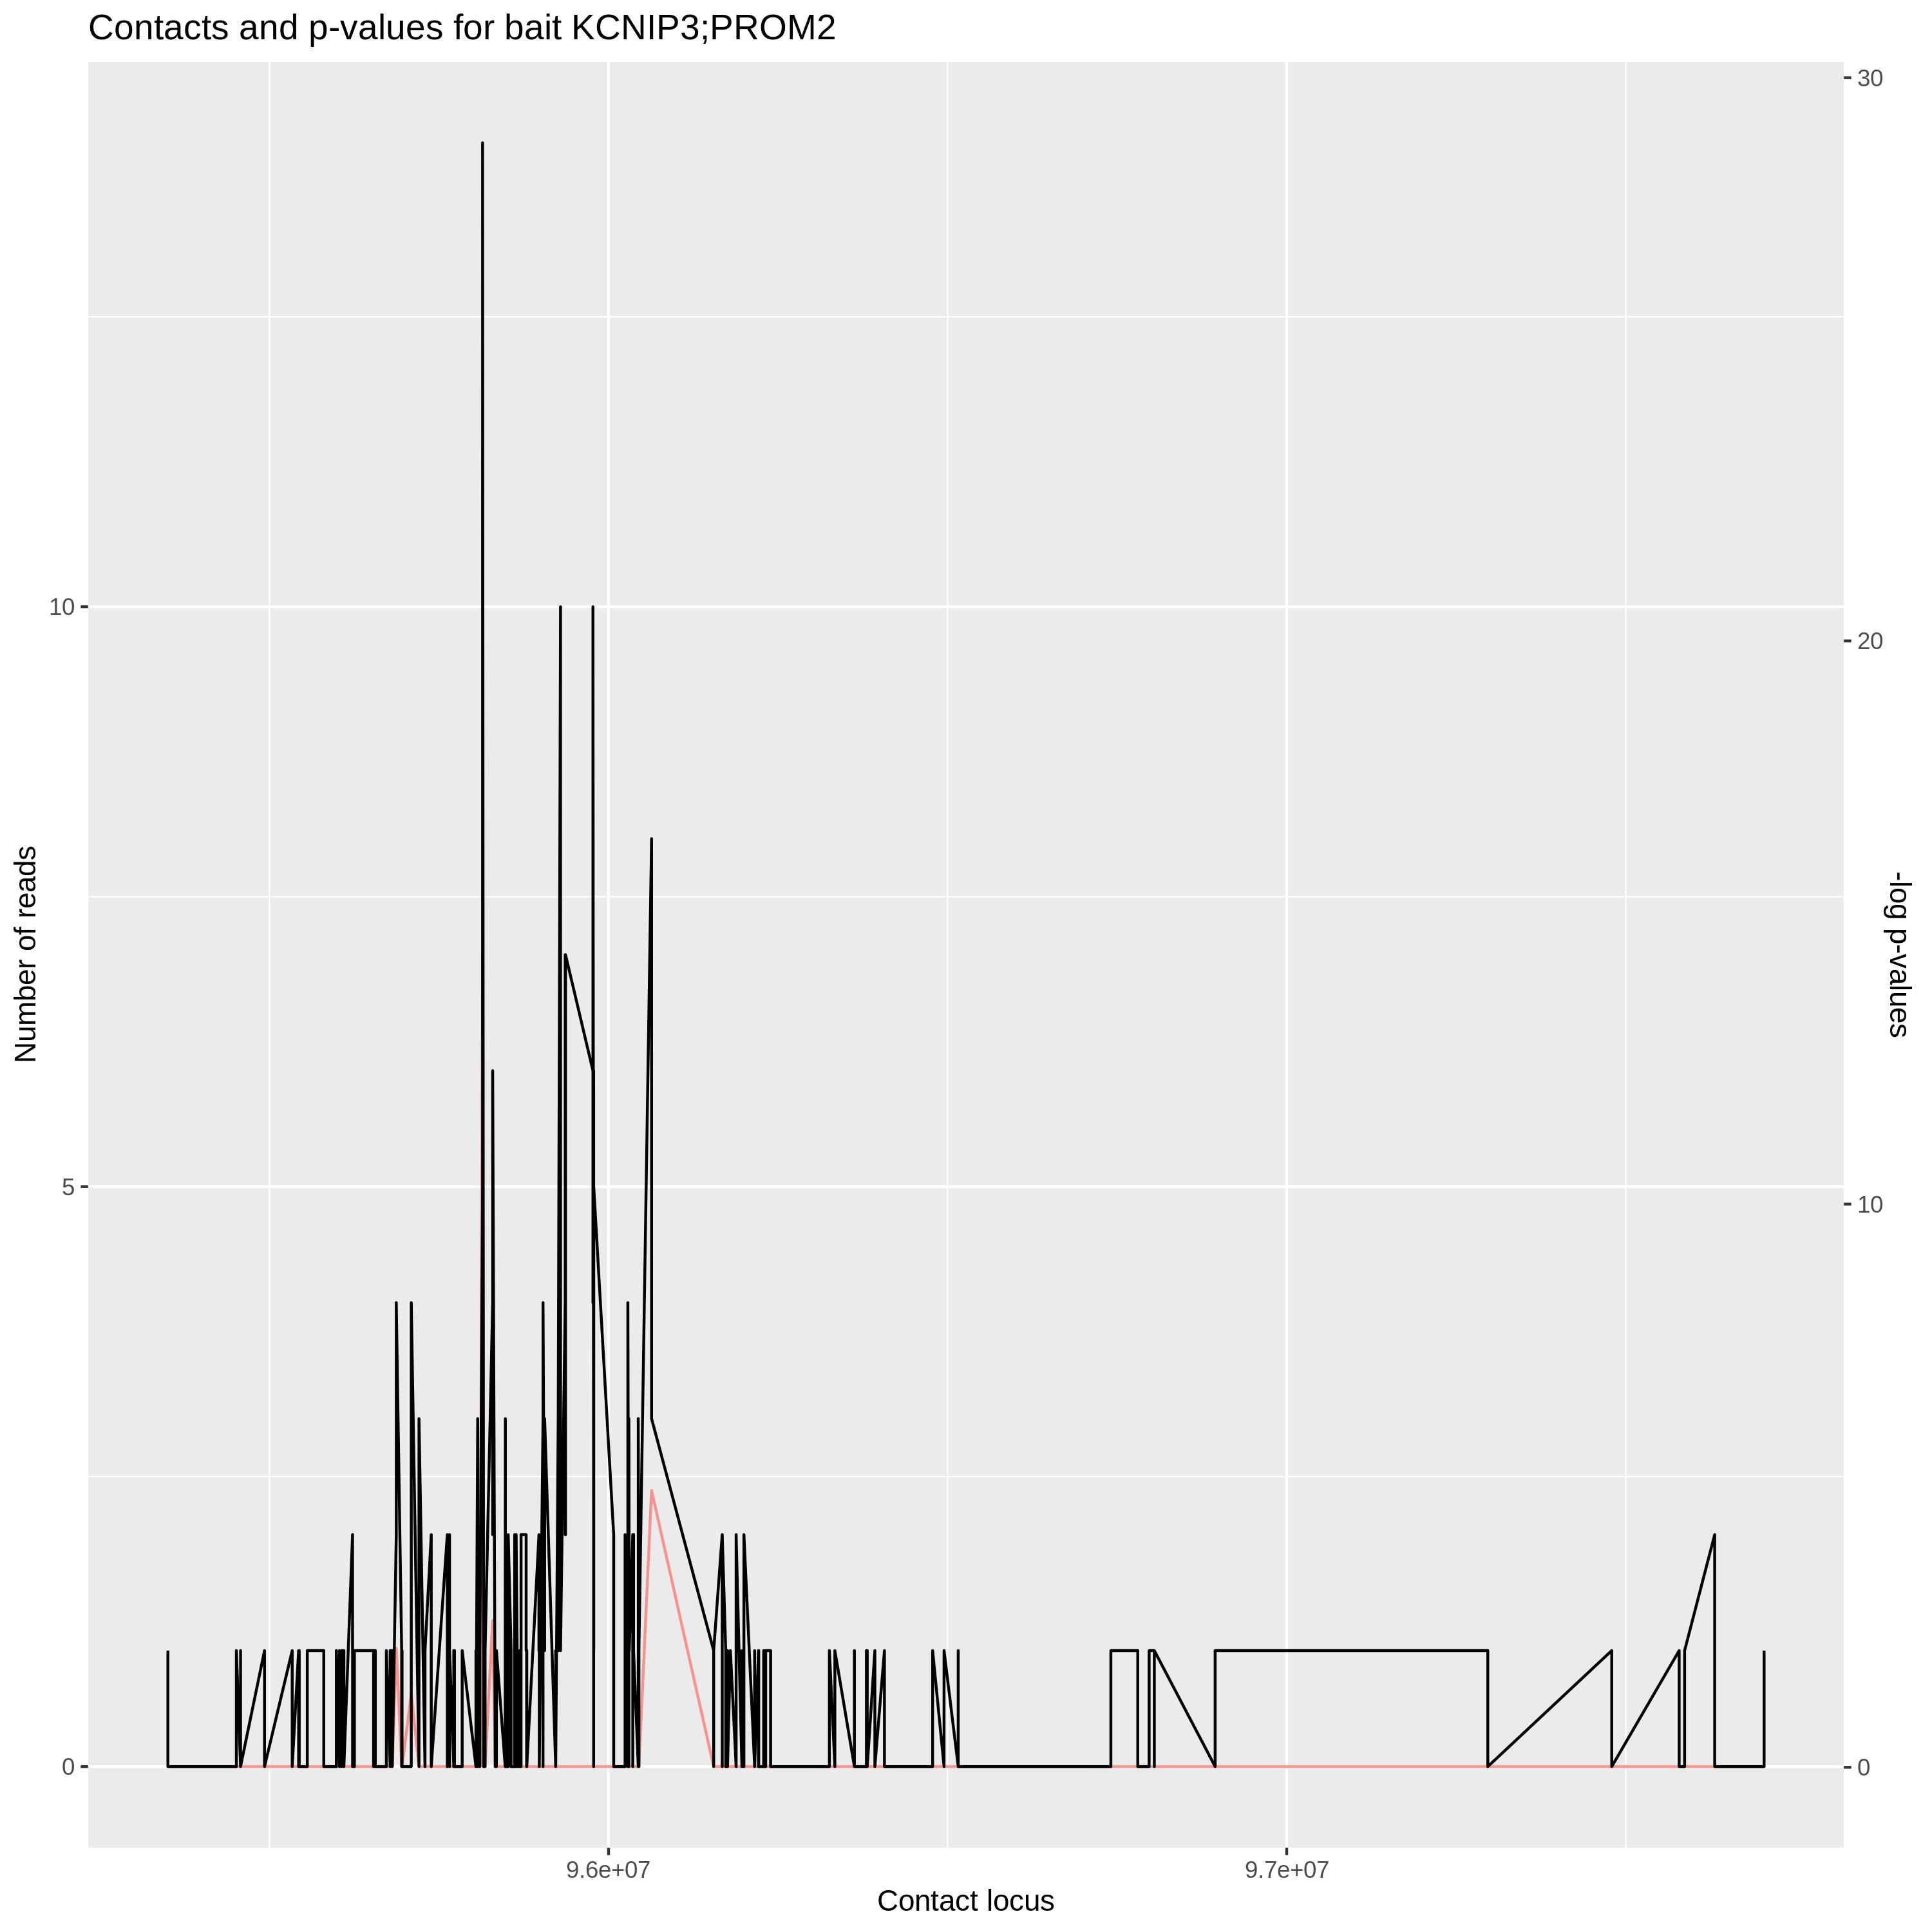 Contacts and p-values for bait KCNIP3;PROM2
30
10
20
5
10
0
0
Number of reads
-log p-values
9.6e+07
9.7e+07
Contact locus